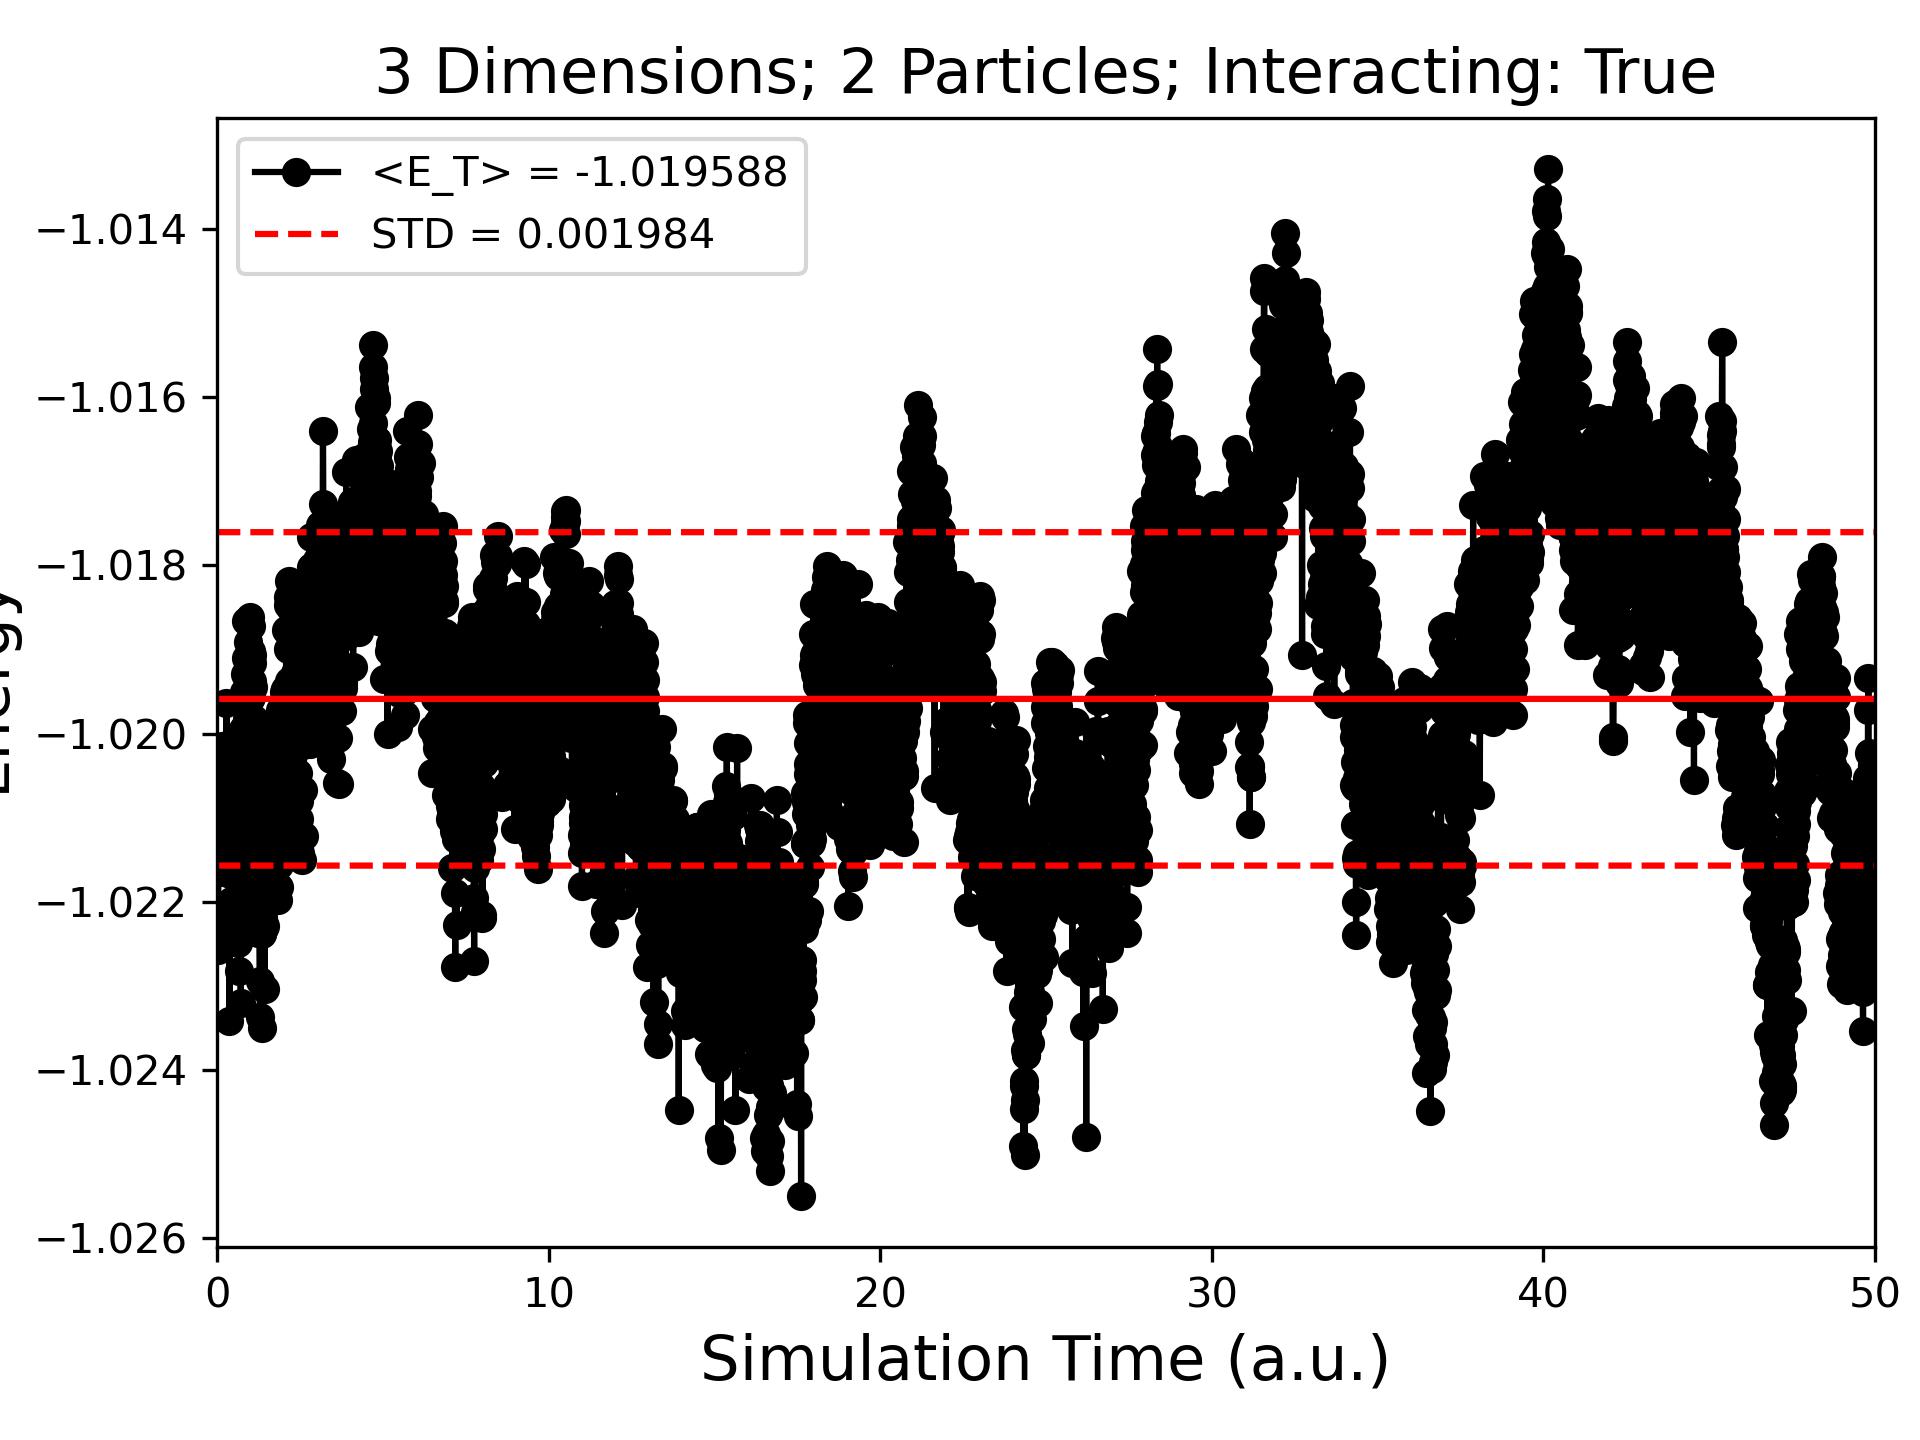 3 Dimensions; 2 Particles; Interacting: True
<E_T> = -1.019588
STD = 0.001984
−1.014
−1.016
−1.018
−1.020
−1.022
−1.024
−1.026
Energy
0 10 20 30 40 50
Simulation Time (a.u.)